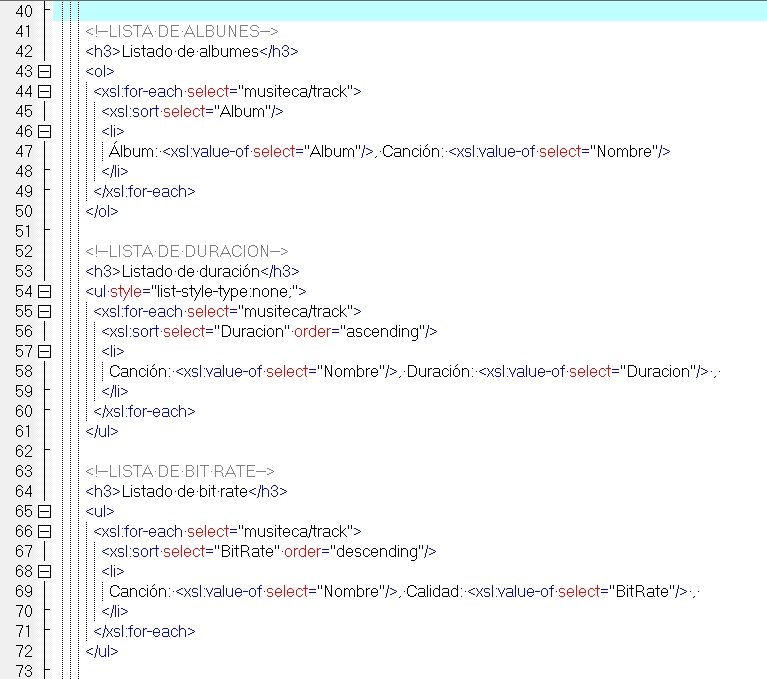 40
41 <!--LISTA DE ALBUNES-->
42 <h3>Listado de albumes</h3>
43 <ol>
44 <xsl:for-each select="musiteca/track">
45 <xsl:sort select="Album"/>
46 <li>
47 Álbum: <xsl:value-of select="Album"/>, Canción: <xsl:value-of select="Nombre"/>
48 </li>
49 </xsl:for-each>
50 </ol>
51
52 <!--LISTA DE DURACION-->
53 <h3>Listado de duración</h3>
54 <ul style="list-style-type:none;">
55 <xsl:for-each select="musiteca/track">
56 <xsl:sort select="Duracion" order="ascending"/>
57 <li>
58 Canción: <xsl:value-of select="Nombre"/>, Duración: <xsl:value-of select="Duracion"/> ,
59 </li>
60 </xsl:for-each>
61 </ul>
62
63 <!--LISTA DE BIT RATE-->
64 <h3>Listado de bit rate</h3>
65 <ul>
66 <xsl:for-each select="musiteca/track">
67 <xsl:sort select="BitRate" order="descending"/>
68 <li>
69 Canción: <xsl:value-of select="Nombre"/>, Calidad: <xsl:value-of select="BitRate"/> ,
70 </li>
71 </xsl:for-each>
72 </ul>
73